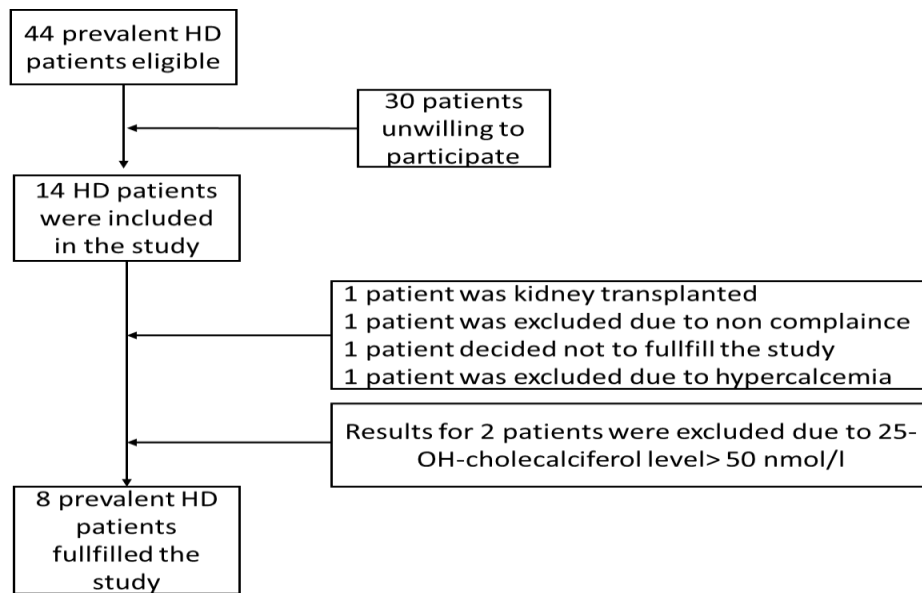 44 prevalent HD
patients eligible
30 patients
unwilling to
participate
14 HD patients
were included
in the study
1 patient was kidney transplanted
1 patient was excluded due to non complaince
1 patient decided not to fullfill the study
1 patient was excluded due to hypercalcemia
Results for 2 patients were excluded due to 25-
OH-cholecalciferol level> 50 nmol/l
8 prevalent HD
patients
fullfilled the
study